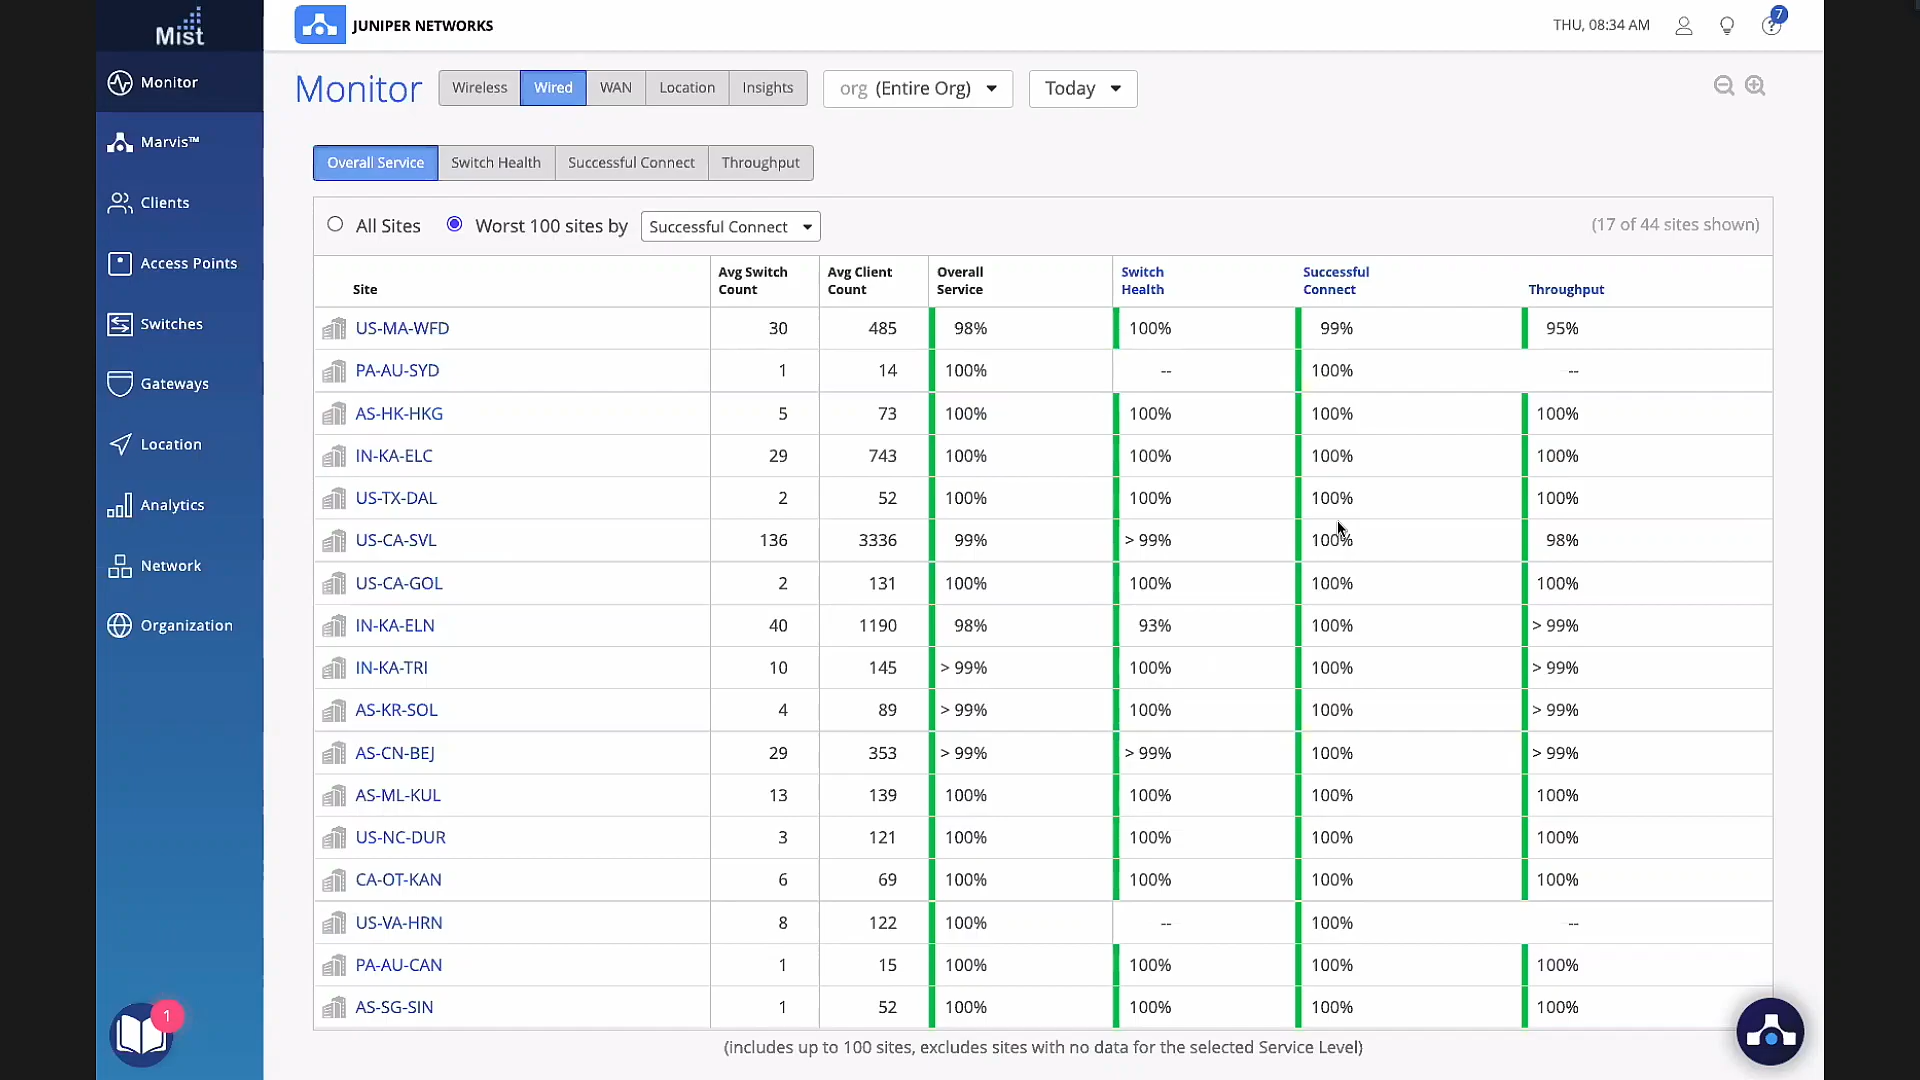 Mist
JUNIPER NETWORKS
THU, 08:34 AM
7
Monitor
Marvis™
Clients
Access Points
Switches
Gateways
Location
Analytics
Network
Organization
1
Monitor
Wireless Wired WAN Location Insights
org (Entire Org)
Today
Overall Service Switch Health Successful Connect Throughput
All Sites Worst 100 sites by Successful Connect
(17 of 44 sites shown)
Site Avg Switch Count Avg Client Count Overall Service Switch Health Successful Connect Throughput
US-MA-WFD 30 485 98% 100% 99% 95%
PA-AU-SYD 1 14 100% -- 100% --
AS-HK-HKG 5 73 100% 100% 100% 100%
IN-KA-ELC 29 743 100% 100% 100% 100%
US-TX-DAL 2 52 100% 100% 100% 100%
US-CA-SVL 136 3336 99% > 99% 100% 98%
US-CA-GOL 2 131 100% 100% 100% 100%
IN-KA-ELN 40 1190 98% 93% 100% > 99%
IN-KA-TRI 10 145 > 99% 100% 100% > 99%
AS-KR-SOL 4 89 > 99% 100% 100% > 99%
AS-CN-BEJ 29 353 > 99% > 99% 100% > 99%
AS-ML-KUL 13 139 100% 100% 100% 100%
US-NC-DUR 3 121 100% 100% 100% 100%
CA-OT-KAN 6 69 100% 100% 100% 100%
US-VA-HRN 8 122 100% -- 100% --
PA-AU-CAN 1 15 100% 100% 100% 100%
AS-SG-SIN 1 52 100% 100% 100% 100%
(includes up to 100 sites, excludes sites with no data for the selected Service Level)